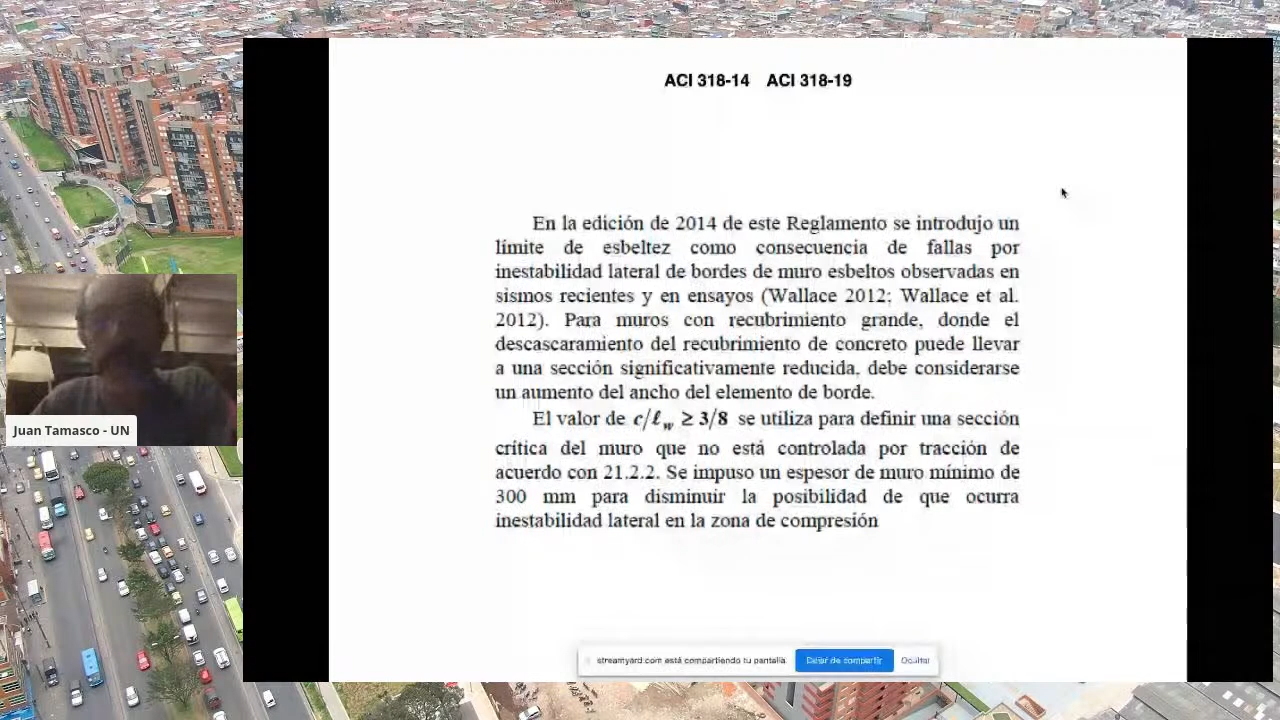 ACI 318-14 ACI 318-19
En la edición de 2014 de este Reglamento se introdujo un
límite de esbeltez como consecuencia de fallas por
inestabilidad lateral de bordes de muro esbeltos observadas en
sismos recientes y en ensayos (Wallace 2012; Wallace et al.
2012). Para muros con recubrimiento grande, donde el
descascaramiento del recubrimiento de concreto puede llevar
a una sección significativamente reducida, debe considerarse
un aumento del ancho del elemento de borde.
El valor de c/ℓw ≥ 3/8 se utiliza para definir una sección
crítica del muro que no está controlada por tracción de
acuerdo con 21.2.2. Se impuso un espesor de muro mínimo de
300 mm para disminuir la posibilidad de que ocurra
inestabilidad lateral en la zona de compresión
Juan Tamasco - UN
streamyard.com está compartiendo tu pantalla. Dejar de compartir Ocultar